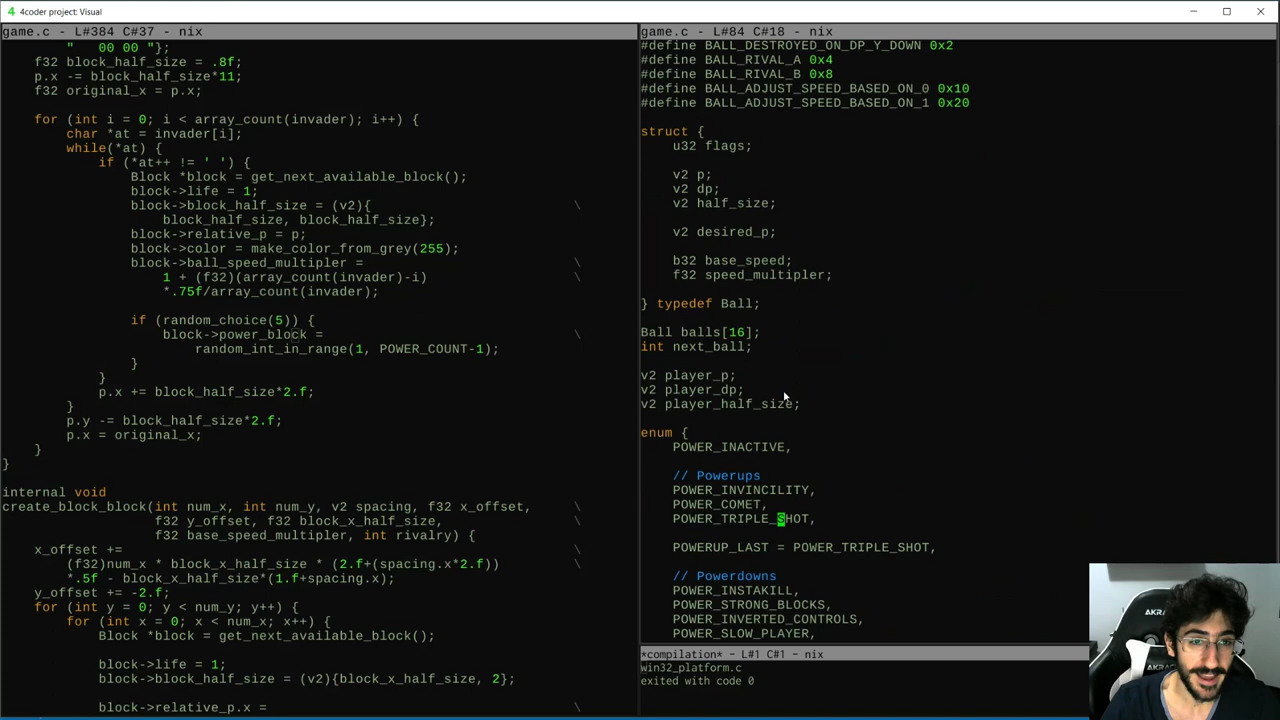 4 4coder project: Visual
game.c - L#384 C#37 - nix
"   00 00 "};
f32 block_half_size = .8f;
p.x -= block_half_size*11;
f32 original_x = p.x;
for (int i = 0; i < array_count(invader); i++) {
char *at = invader[i];
while(*at) {
if (*at++ != ' ') {
Block *block = get_next_available_block();
block->life = 1;
block->block_half_size = (v2){ \
block_half_size, block_half_size};
block->relative_p = p;
block->color = make_color_from_grey(255);
block->ball_speed_multipler = \
1 + (f32)(array_count(invader)-i) \
*.75f/array_count(invader);
if (random_choice(5)) {
block->power_block = \
random_int_in_range(1, POWER_COUNT-1);
}
}
p.x += block_half_size*2.f;
}
p.y -= block_half_size*2.f;
p.x = original_x;
}
}
internal void
create_block_block(int num_x, int num_y, v2 spacing, f32 x_offset, \
f32 y_offset, f32 block_x_half_size, \
f32 base_speed_multipler, int rivalry) {
x_offset += \
(f32)num_x * block_x_half_size * (2.f+(spacing.x*2.f)) \
*.5f - block_x_half_size*(1.f+spacing.x);
y_offset += -2.f;
for (int y = 0; y < num_y; y++) {
for (int x = 0; x < num_x; x++) {
Block *block = get_next_available_block();
block->life = 1;
block->block_half_size = (v2){block_x_half_size, 2};
block->relative_p.x = \
game.c - L#84 C#18 - nix
#define BALL_DESTROYED_ON_DP_Y_DOWN 0x2
#define BALL_RIVAL_A 0x4
#define BALL_RIVAL_B 0x8
#define BALL_ADJUST_SPEED_BASED_ON_0 0x10
#define BALL_ADJUST_SPEED_BASED_ON_1 0x20
struct {
u32 flags;
v2 p;
v2 dp;
v2 half_size;
v2 desired_p;
b32 base_speed;
f32 speed_multipler;
} typedef Ball;
Ball balls[16];
int next_ball;
v2 player_p;
v2 player_dp;
v2 player_half_size;
enum {
POWER_INACTIVE,
// Powerups
POWER_INVINCILITY,
POWER_COMET,
POWER_TRIPLE_SHOT,
POWERUP_LAST = POWER_TRIPLE_SHOT,
// Powerdowns
POWER_INSTAKILL,
POWER_STRONG_BLOCKS,
POWER_INVERTED_CONTROLS,
POWER_SLOW_PLAYER,
*compilation* - L#1 C#1 - nix
win32_platform.c
exited with code 0